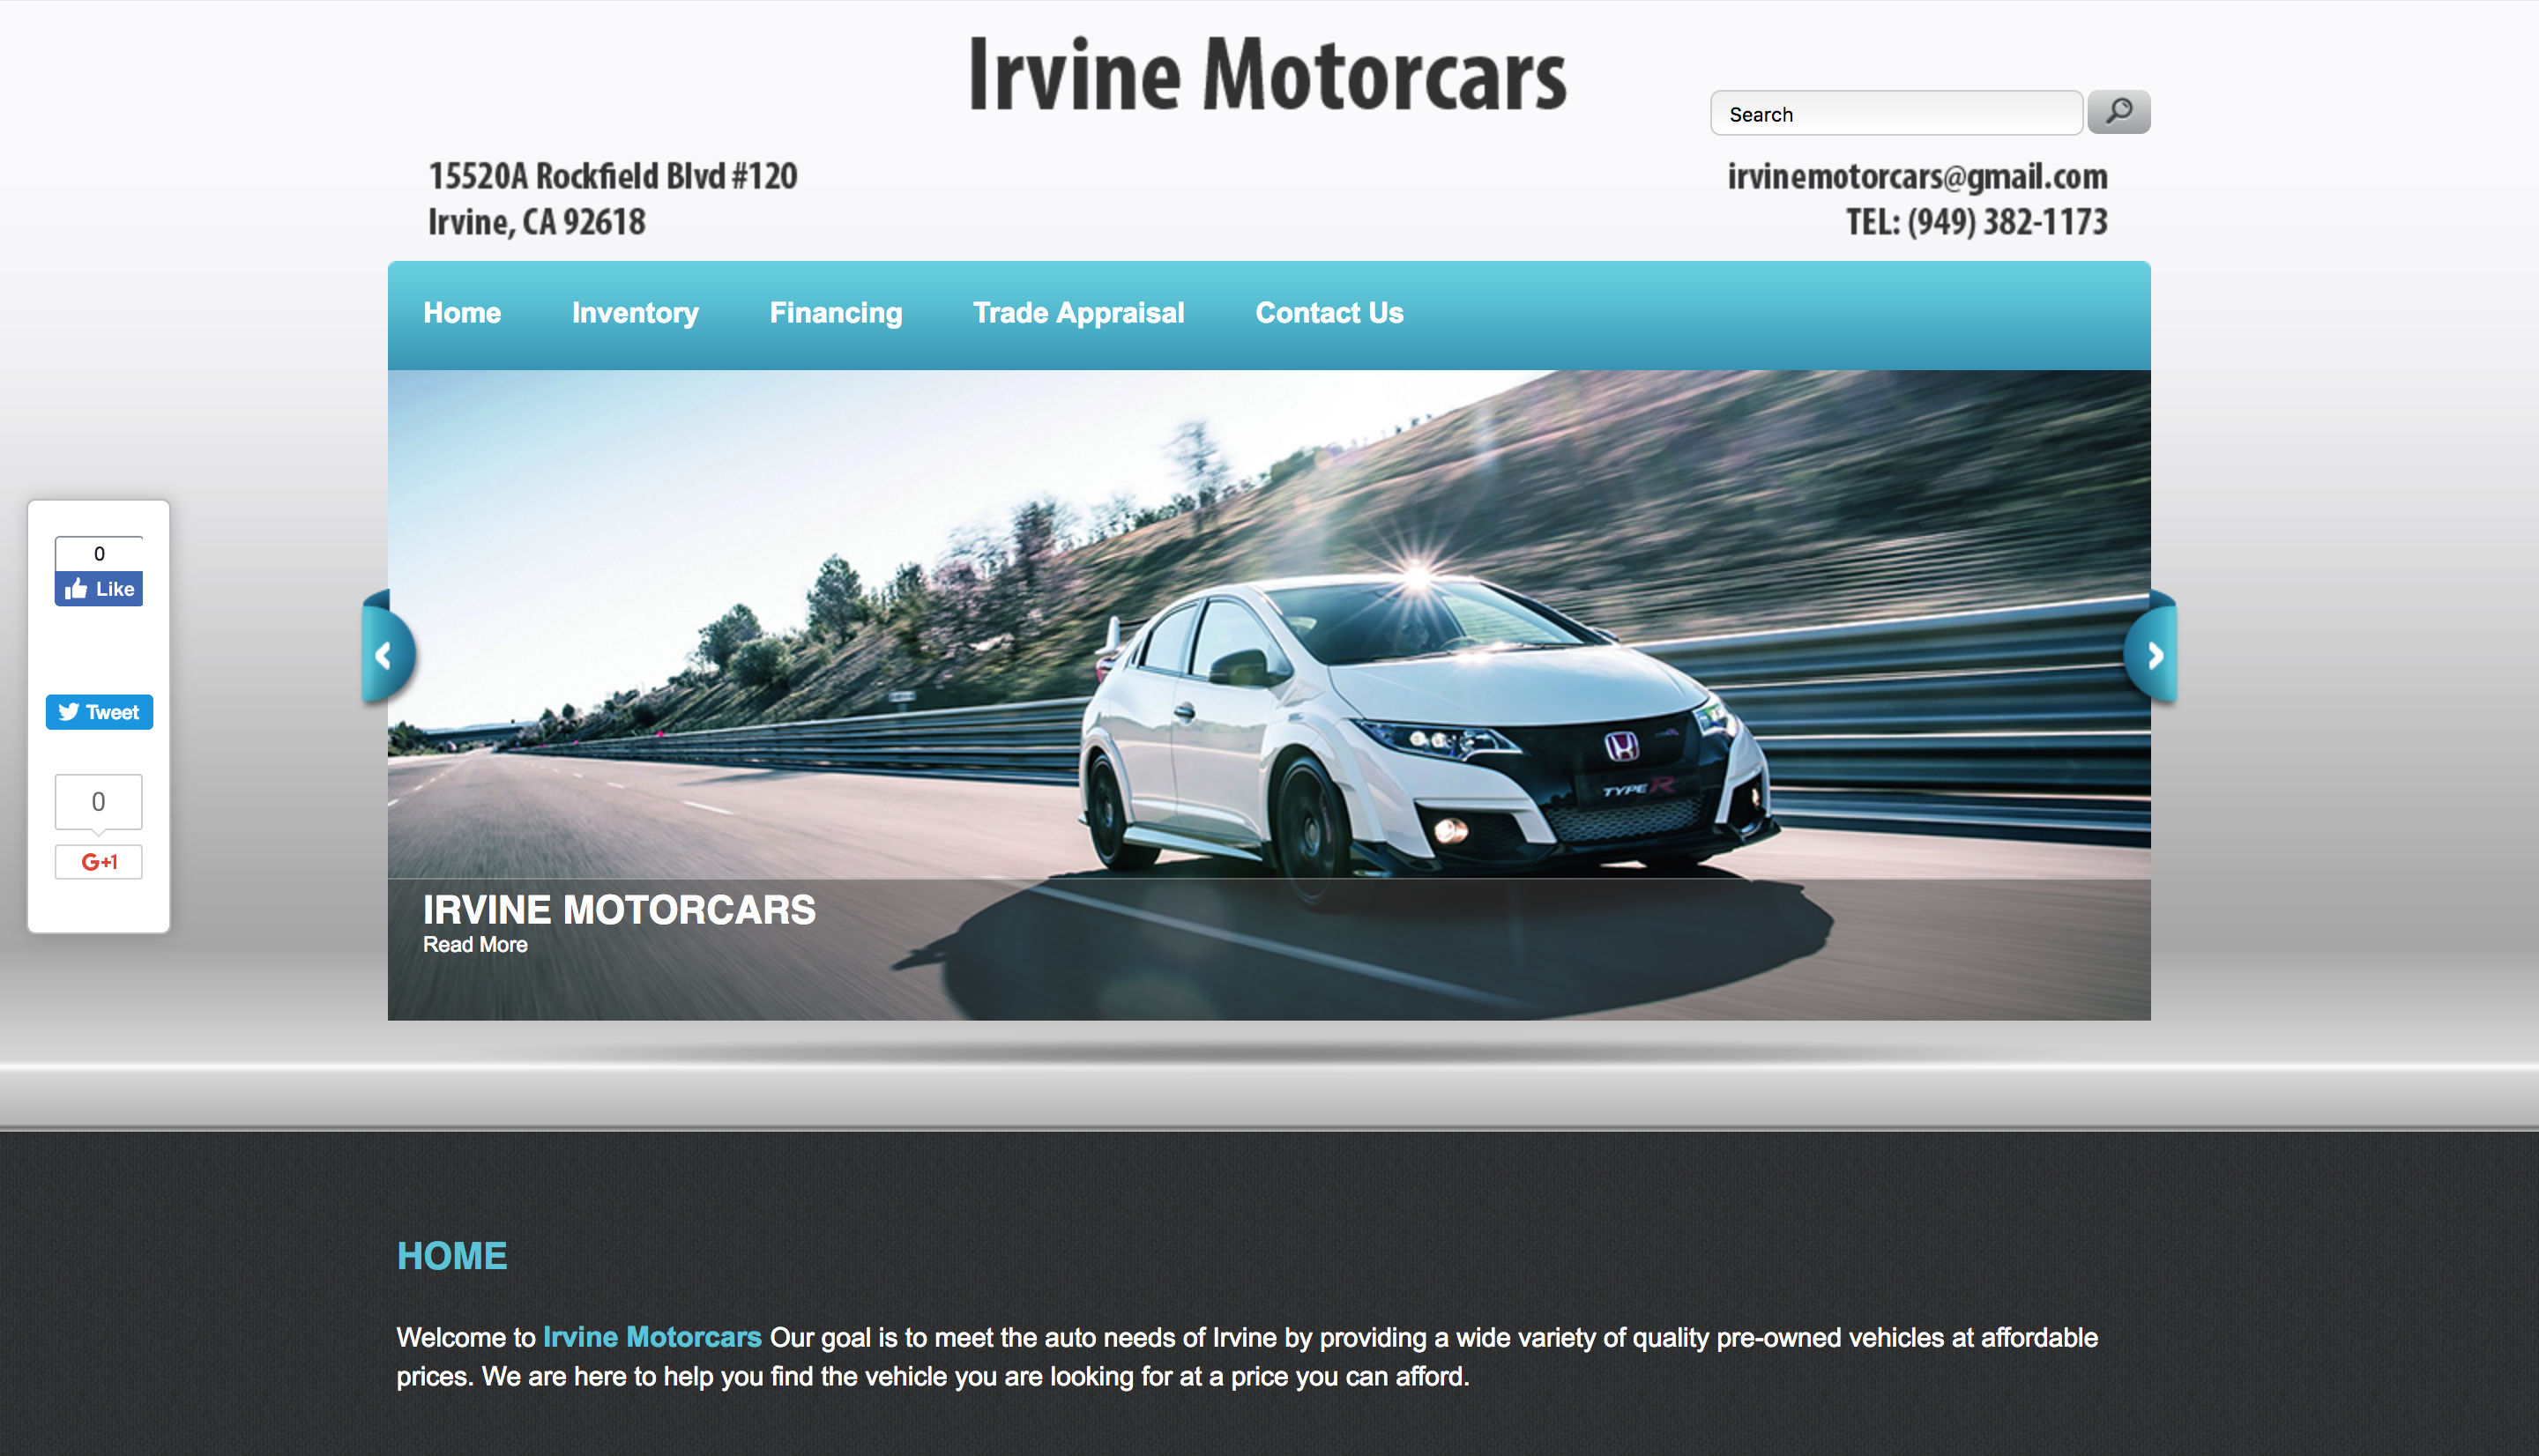 Irvine Motorcars
Search
15520A Rockfield Blvd #120
Irvine, CA 92618
irvinemotorcars@gmail.com
TEL: (949) 382-1173
Home
Inventory
Financing
Trade Appraisal
Contact Us
0
Like
Tweet
0
G+1
TYPE R
IRVINE MOTORCARS
Read More
HOME
Welcome to Irvine Motorcars Our goal is to meet the auto needs of Irvine by providing a wide variety of quality pre-owned vehicles at affordable
prices. We are here to help you find the vehicle you are looking for at a price you can afford.